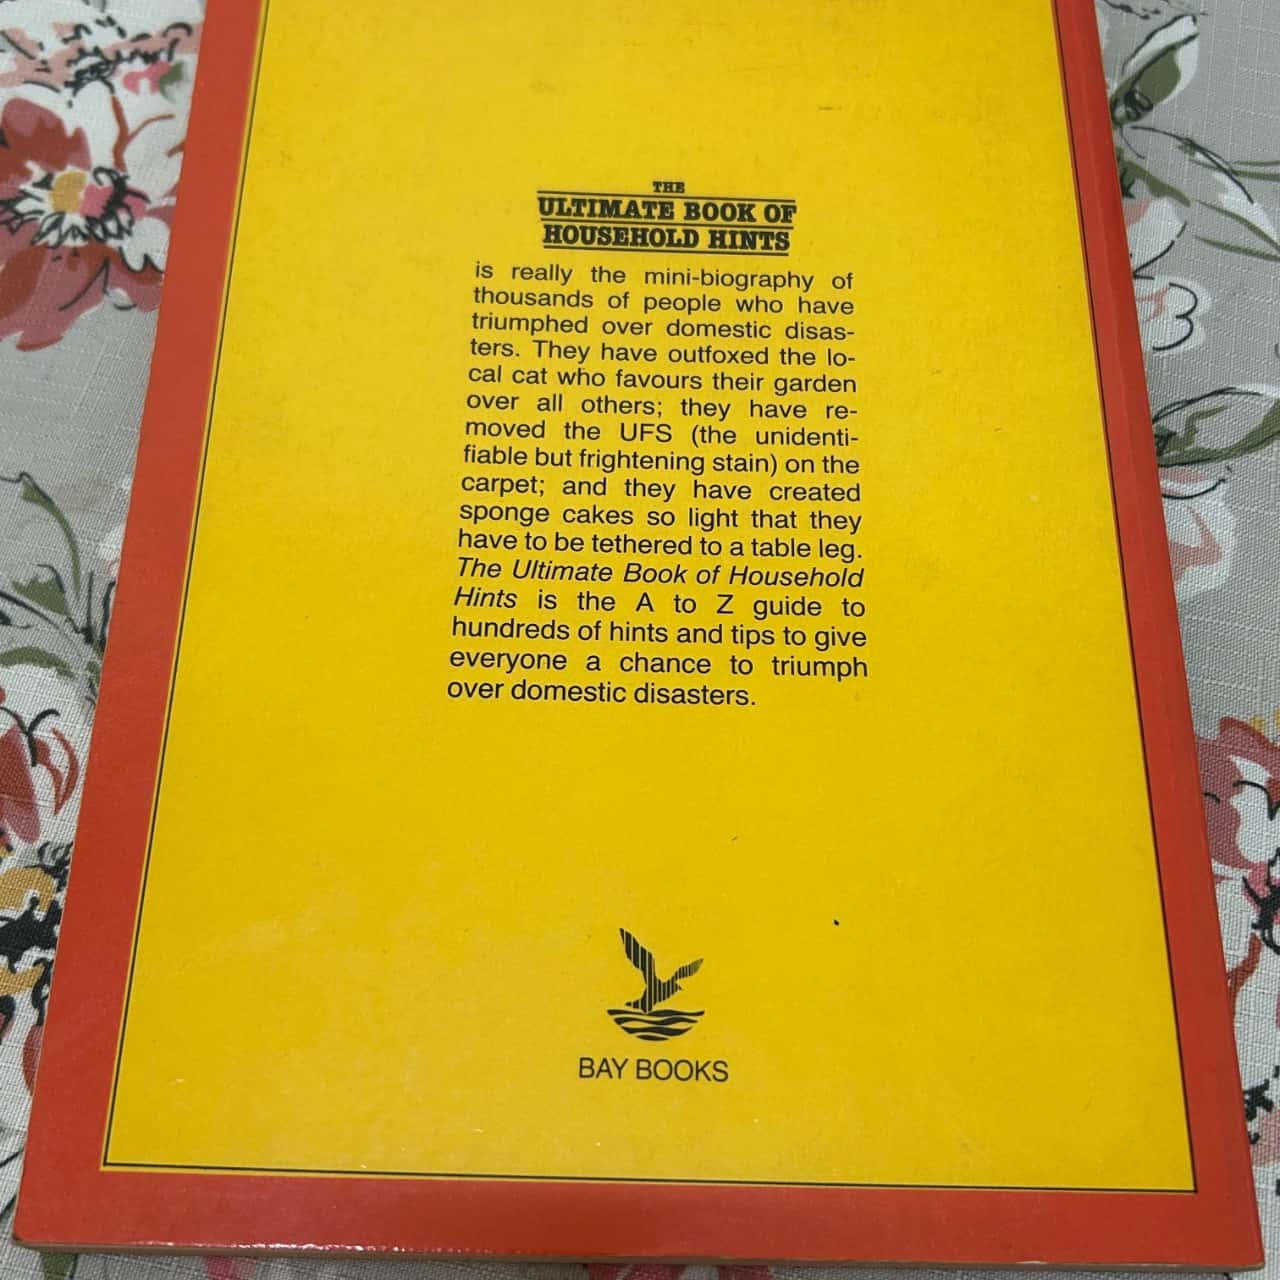 THE
ULTIMATE BOOK OF
HOUSEHOLD HINTS
is really the mini-biography of
thousands of people who have
triumphed over domestic disas-
ters. They have outfoxed the lo-
cal cat who favours their garden
over all others; they have re-
moved the UFS (the unidenti-
fiable but frightening stain) on the
carpet; and they have created
sponge cakes so light that they
have to be tethered to a table leg.
The Ultimate Book of Household
Hints is the A to Z guide to
hundreds of hints and tips to give
everyone a chance to triumph
over domestic disasters.
BAY BOOKS